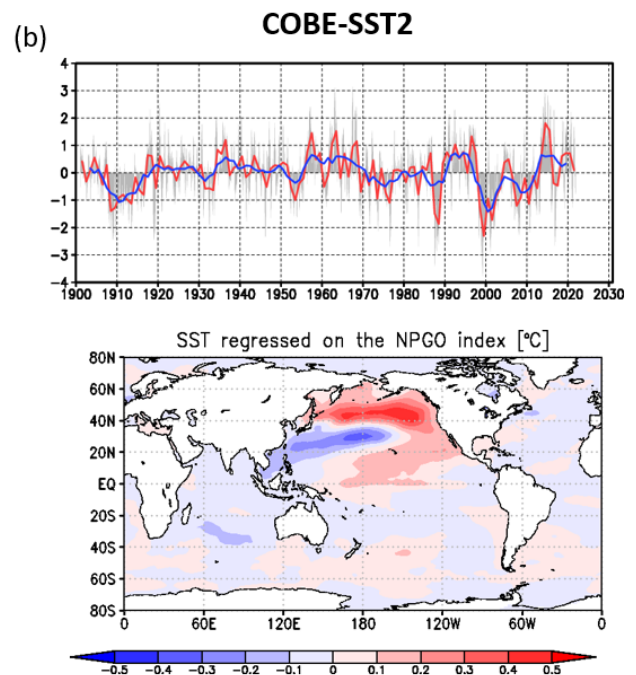 COBE-SST2
(b)
4
3
2
1
0
-1
-2
-3
-4
1900 1910 1920 1930 1940 1950 1960 1970 1980 1990 2000 2010 2020 2030
SST regressed on the NPGO index [°C]
80N
60N
40N
20N
EQ
20S
40S
60S
80S
0 60E 120E 180 120W 60W 0
-0.5 -0.4 -0.3 -0.2 -0.1 0 0.1 0.2 0.3 0.4 0.5